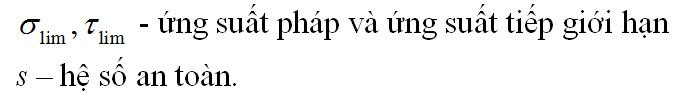 σlim, τlim - ứng suất pháp và ứng suất tiếp giới hạn
s – hệ số an toàn.